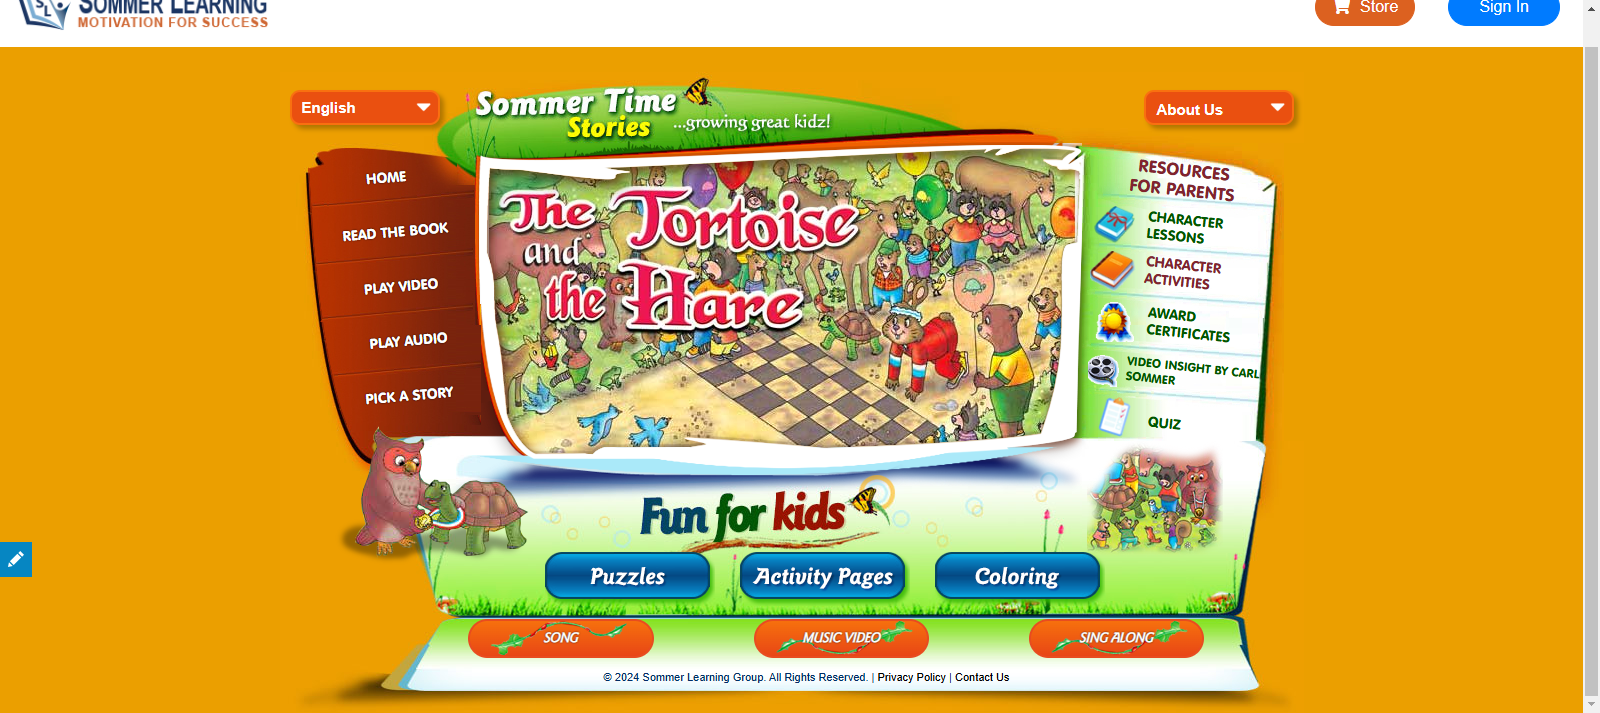 SOMMER LEARNING
MOTIVATION FOR SUCCESS
Store
Sign In
English
Sommer Time
Stories
...growing great kidz!
About Us
HOME
READ THE BOOK
PLAY VIDEO
PLAY AUDIO
PICK A STORY
The Tortoise
and
the Hare
RESOURCES
FOR PARENTS
CHARACTER
LESSONS
CHARACTER
ACTIVITIES
AWARD
CERTIFICATES
VIDEO INSIGHT BY CARL
SOMMER
QUIZ
Fun for kids
Puzzles
Activity Pages
Coloring
SONG
MUSIC VIDEO
SING ALONG
© 2024 Sommer Learning Group. All Rights Reserved. | Privacy Policy | Contact Us